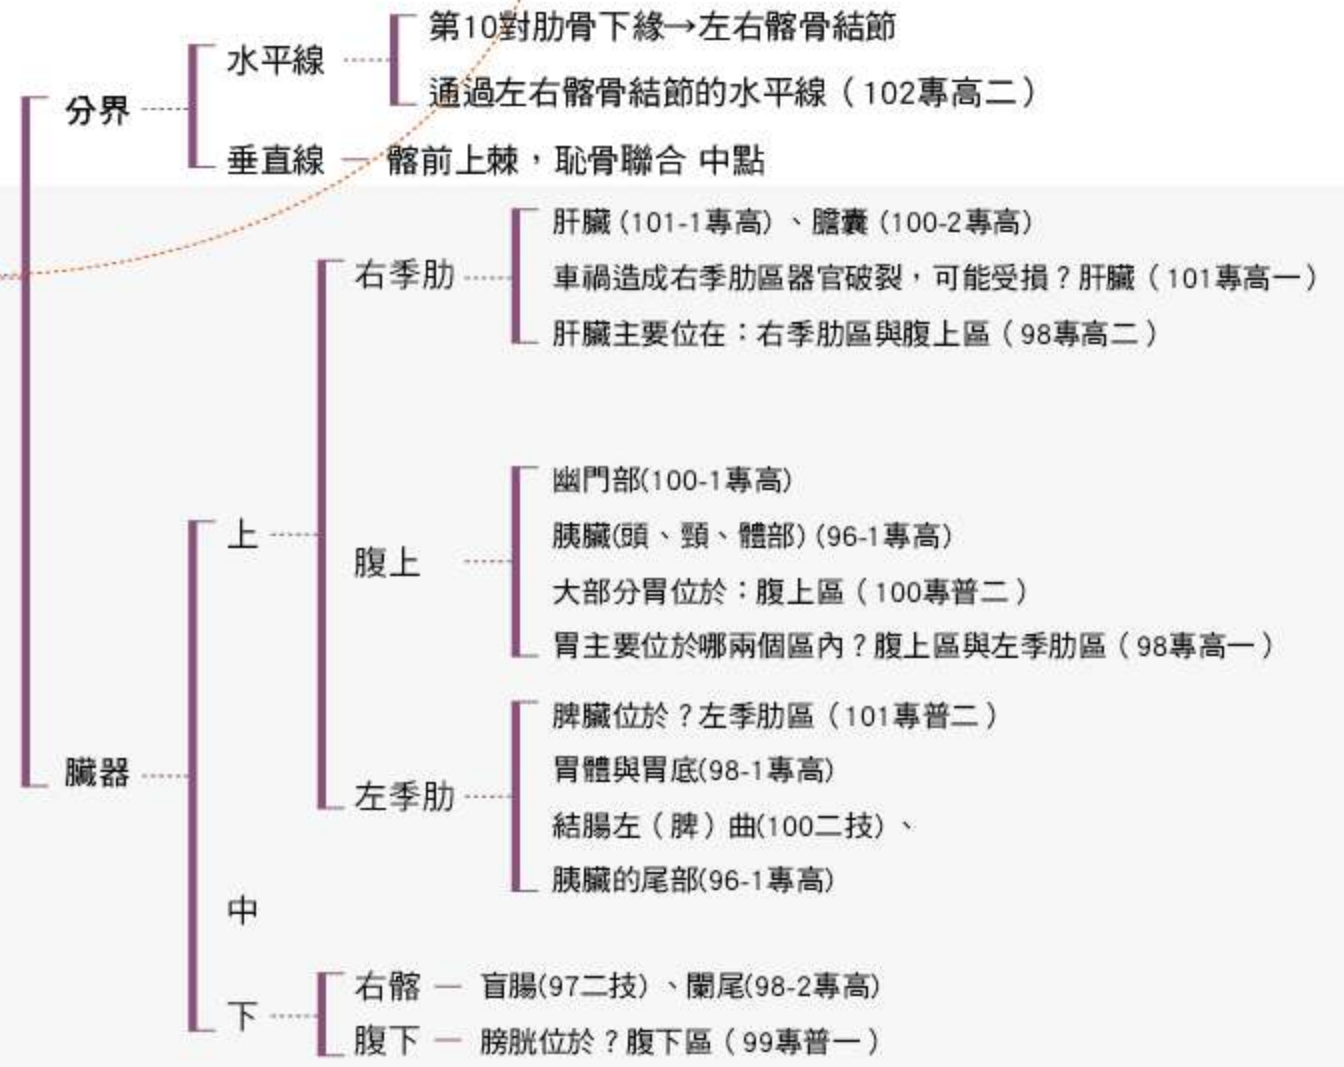 分界
水平線
第10對肋骨下緣→左右髂骨結節
通過左右髂骨結節的水平線（102專高二）
垂直線
髂前上棘，恥骨聯合 中點
臟器
上
右季肋
肝臟 (101-1專高) 、膽囊 (100-2專高)
車禍造成右季肋區器官破裂，可能受損？肝臟（101專高一）
肝臟主要位在：右季肋區與腹上區（98專高二）
腹上
幽門部(100-1專高)
胰臟(頭、頸、體部) (96-1專高)
大部分胃位於：腹上區（100專普二）
胃主要位於哪兩個區內？腹上區與左季肋區（98專高一）
左季肋
脾臟位於？左季肋區（101專普二）
胃體與胃底(98-1專高)
結腸左（脾）曲(100二技) 、
胰臟的尾部(96-1專高)
中
下
右髂
盲腸(97二技) 、闌尾(98-2專高)
腹下
膀胱位於？腹下區（99專普一）